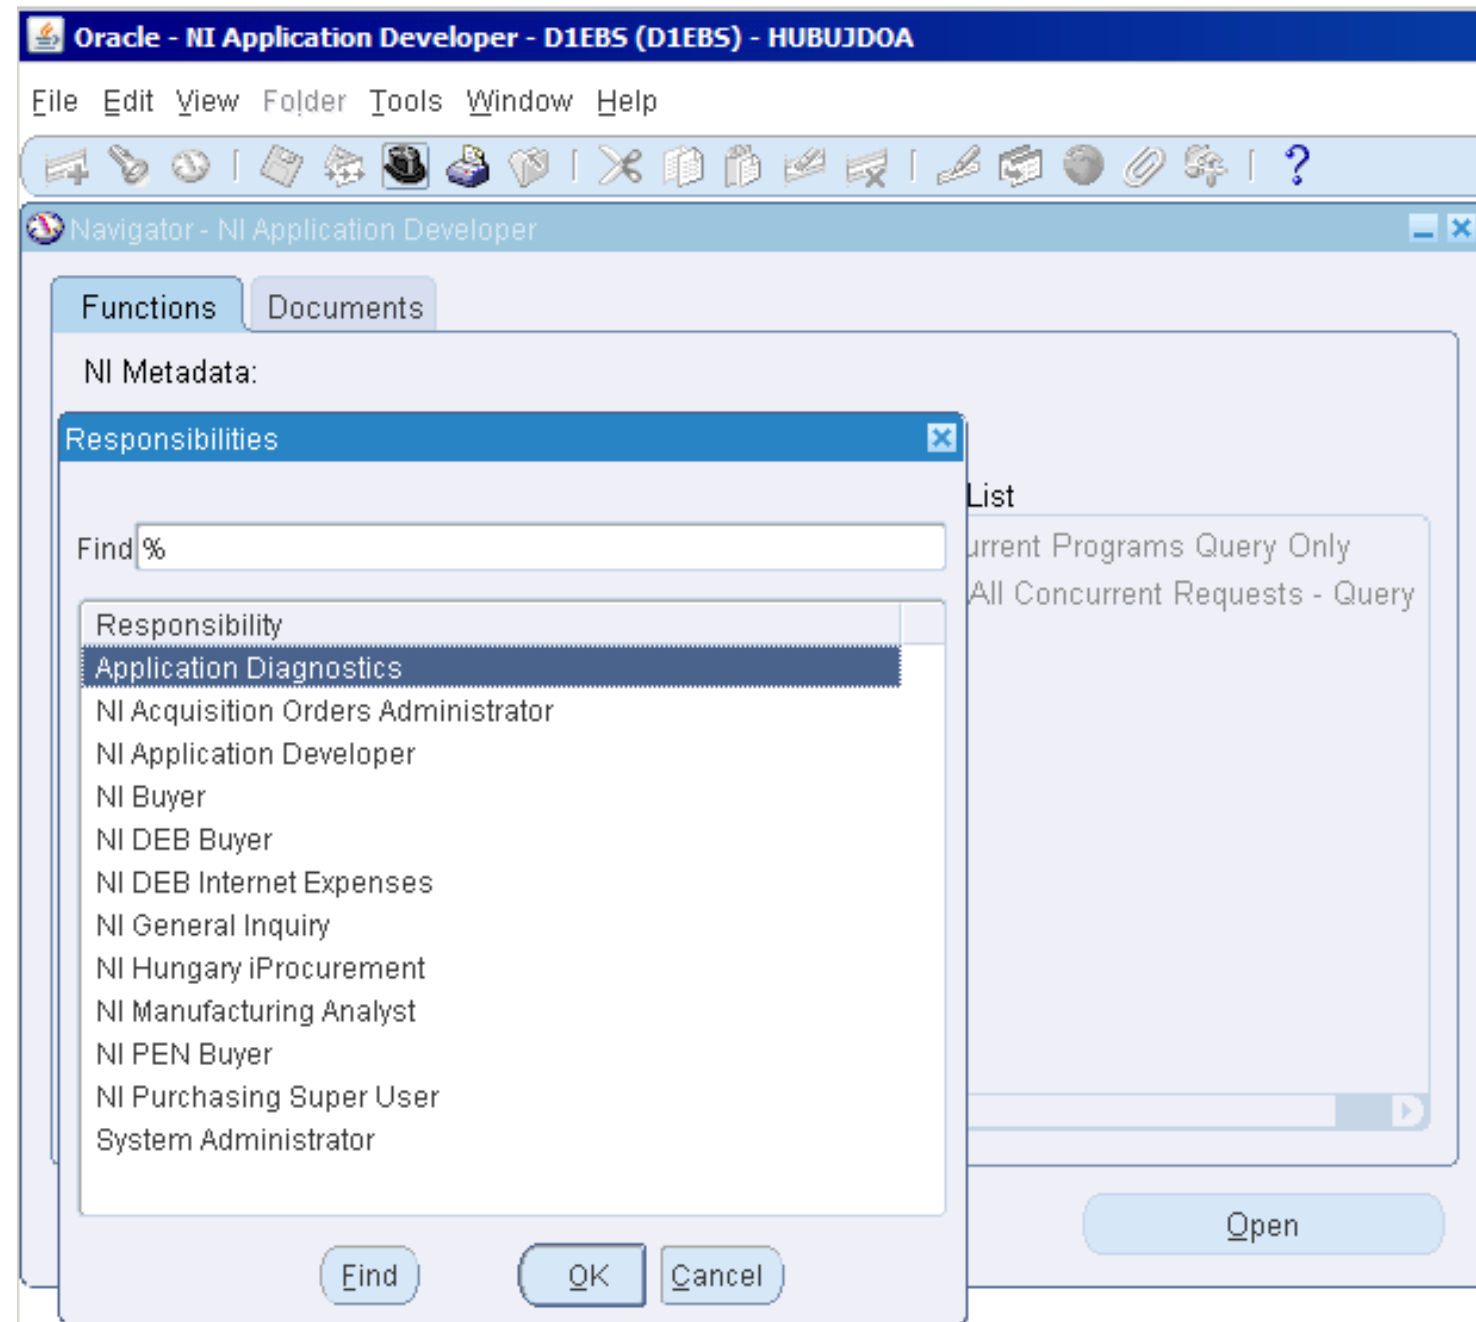 Oracle - NI Application Developer - D1EBS (D1EBS) - HUBUJDOA
File Edit View Folder Tools Window Help
Navigator - NI Application Developer
Functions Documents
NI Metadata:
Responsibilities
List
Find %
urrent Programs Query Only
All Concurrent Requests - Query
Responsibility
Application Diagnostics
NI Acquisition Orders Administrator
NI Application Developer
NI Buyer
NI DEB Buyer
NI DEB Internet Expenses
NI General Inquiry
NI Hungary iProcurement
NI Manufacturing Analyst
NI PEN Buyer
NI Purchasing Super User
System Administrator
Open
Find OK Cancel